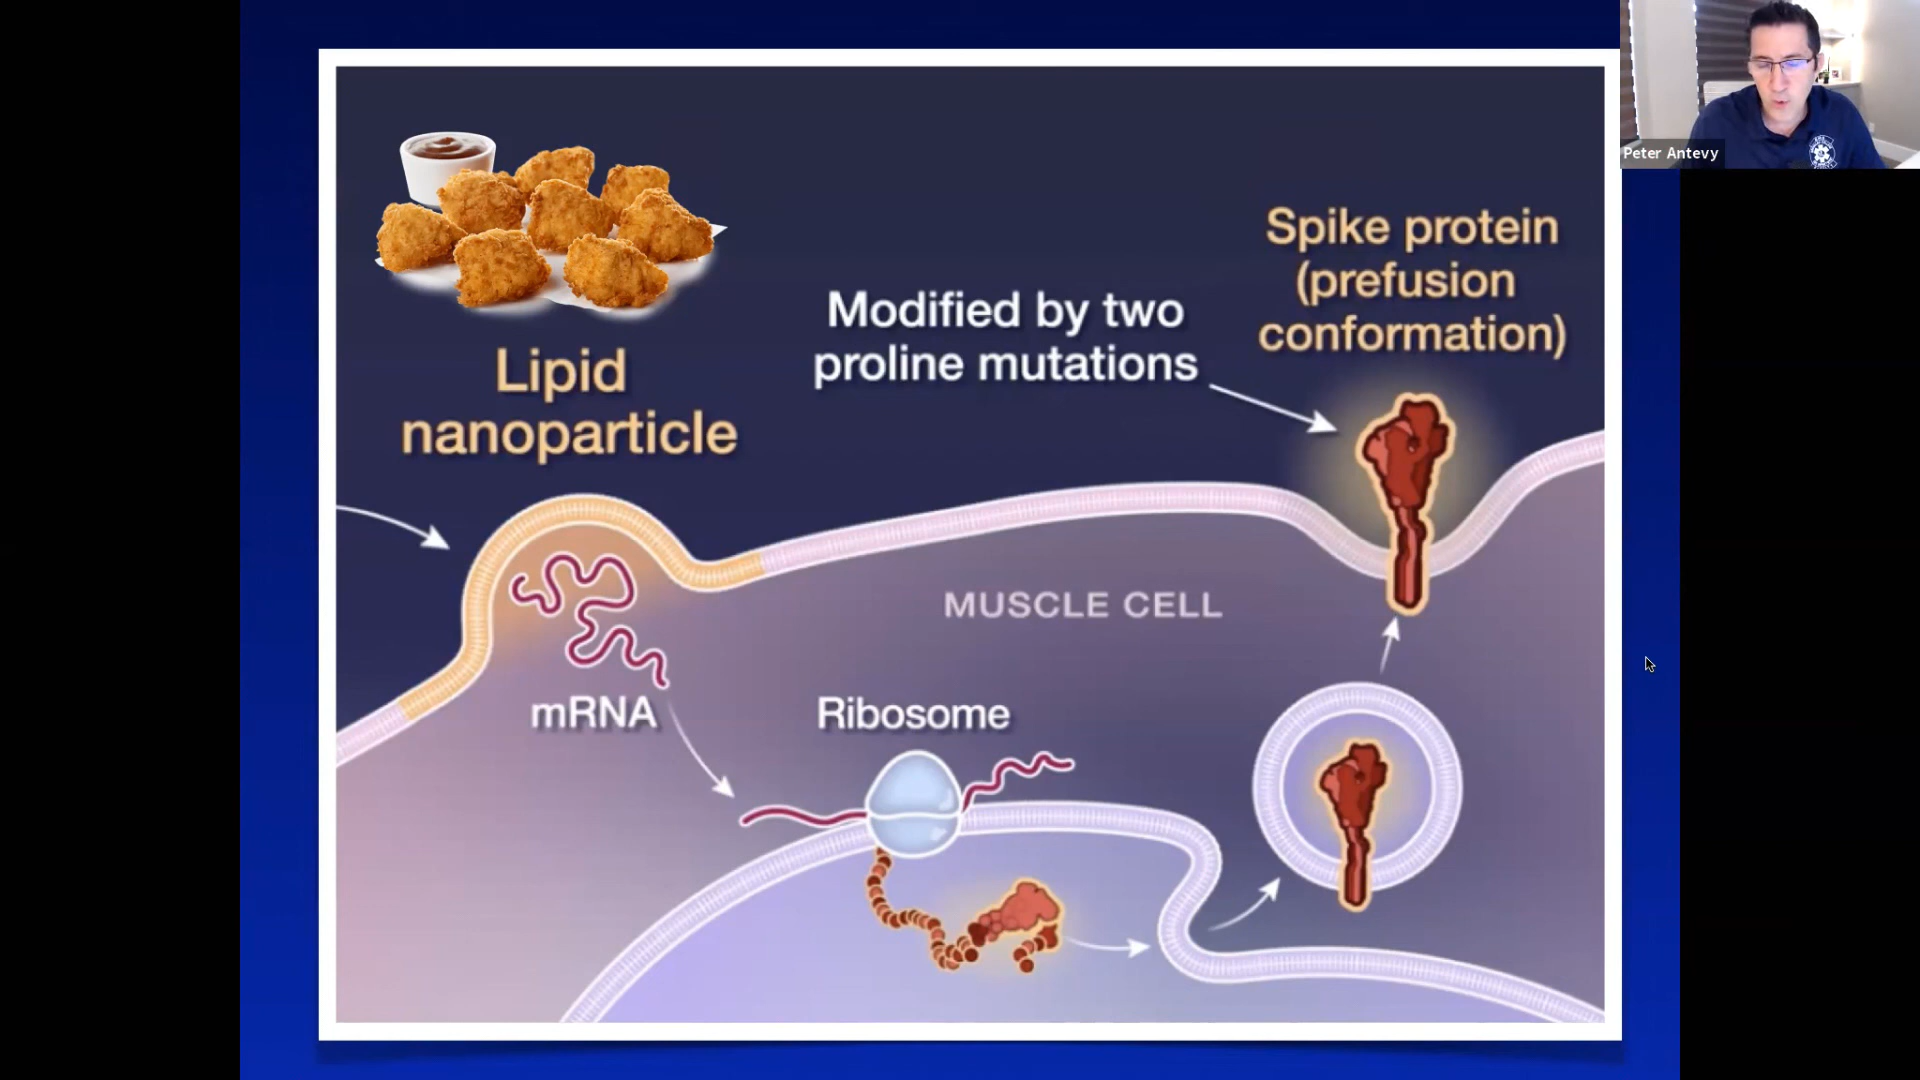 Peter Antevy
Spike protein
(prefusion
conformation)
Modified by two
proline mutations
Lipid
nanoparticle
MUSCLE CELL
mRNA
Ribosome